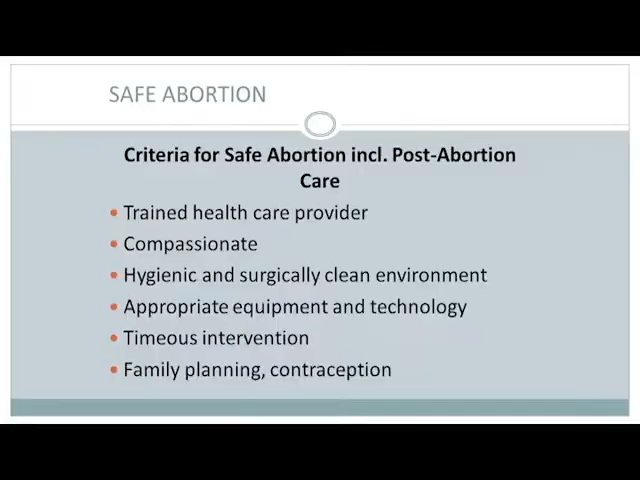 SAFE ABORTION
Criteria for Safe Abortion incl. Post-Abortion
Care
• Trained health care provider
• Compassionate
• Hygienic and surgically clean environment
• Appropriate equipment and technology
• Timeous intervention
• Family planning, contraception